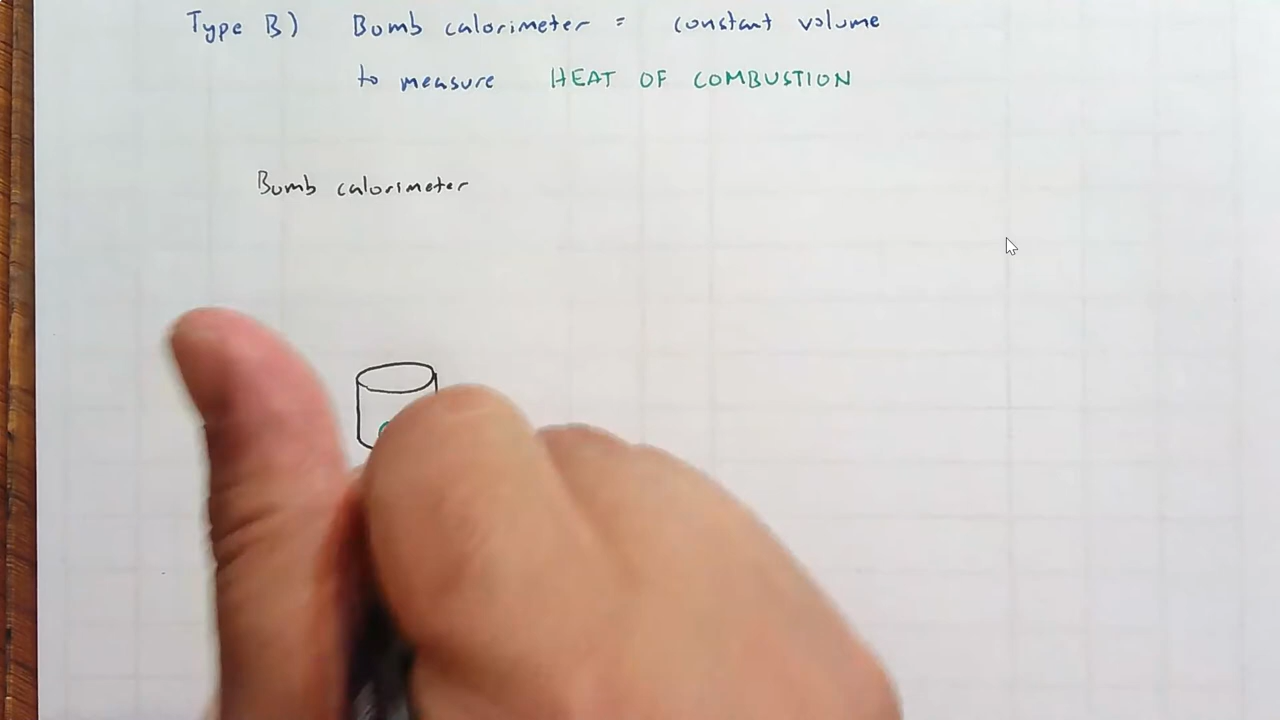 Type B) Bomb calorimeter = constant volume
to measure HEAT OF COMBUSTION
Bomb calorimeter